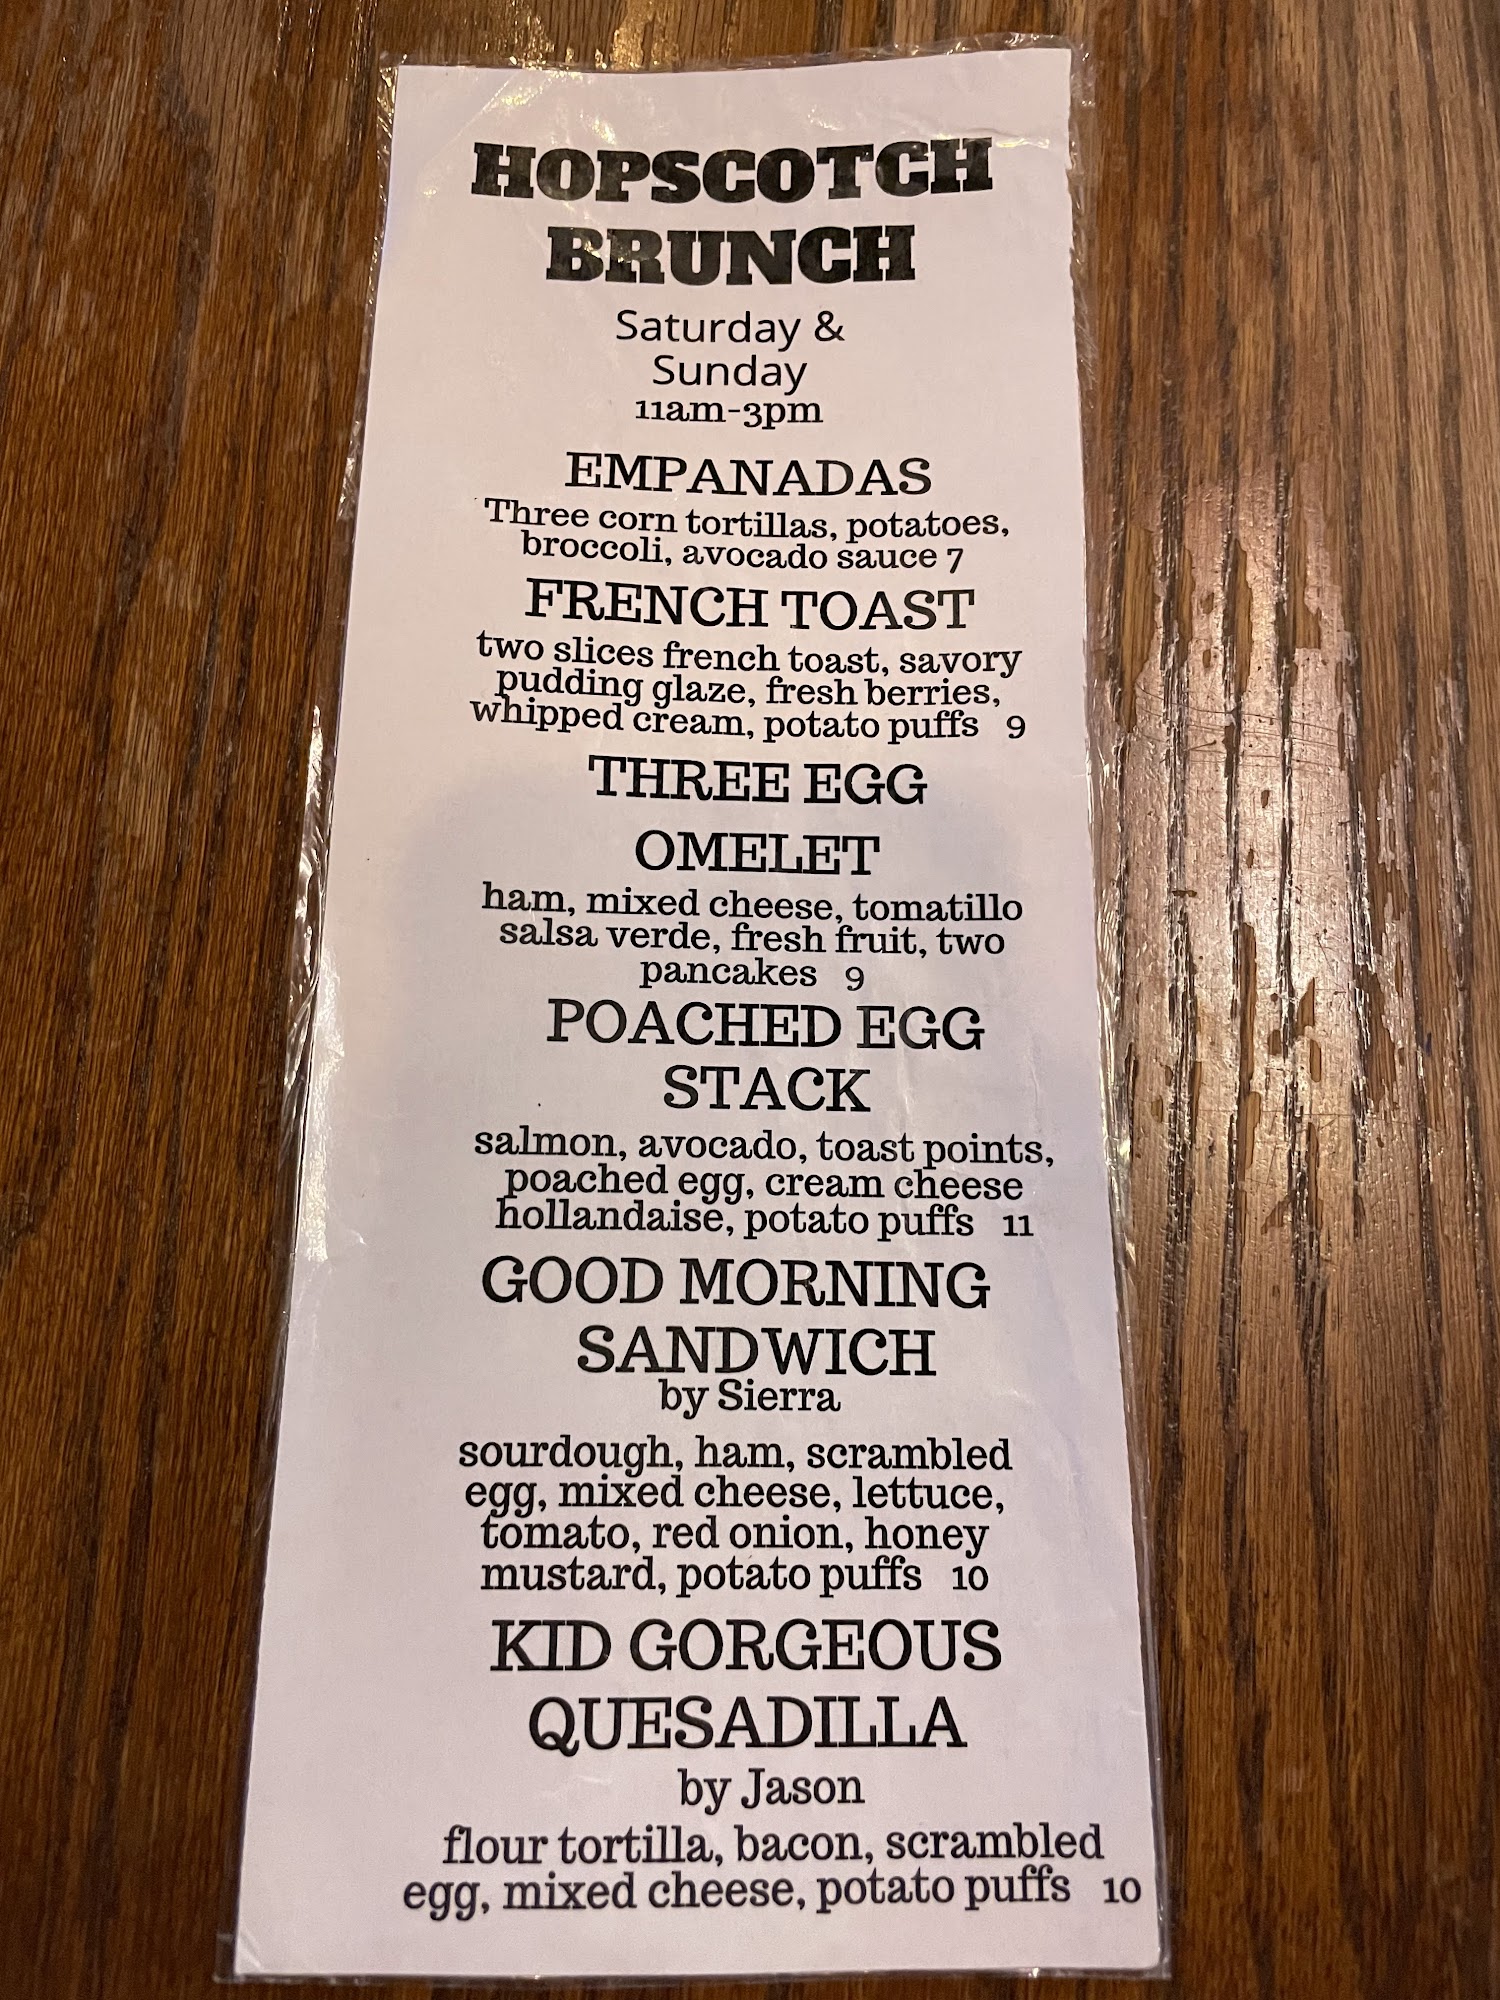 HOPSCOTCH
BRUNCH
Saturday &
Sunday
11am-3pm
EMPANADAS
Three corn tortillas, potatoes,
broccoli, avocado sauce 7
FRENCH TOAST
two slices french toast, savory
pudding glaze, fresh berries,
whipped cream, potato puffs 9
THREE EGG
OMELET
ham, mixed cheese, tomatillo
salsa verde, fresh fruit, two
pancakes 9
POACHED EGG
STACK
salmon, avocado, toast points,
poached egg, cream cheese
hollandaise, potato puffs 11
GOOD MORNING
SANDWICH
by Sierra
sourdough, ham, scrambled
egg, mixed cheese, lettuce,
tomato, red onion, honey
mustard, potato puffs 10
KID GORGEOUS
QUESADILLA
by Jason
flour tortilla, bacon, scrambled
egg, mixed cheese, potato puffs 10